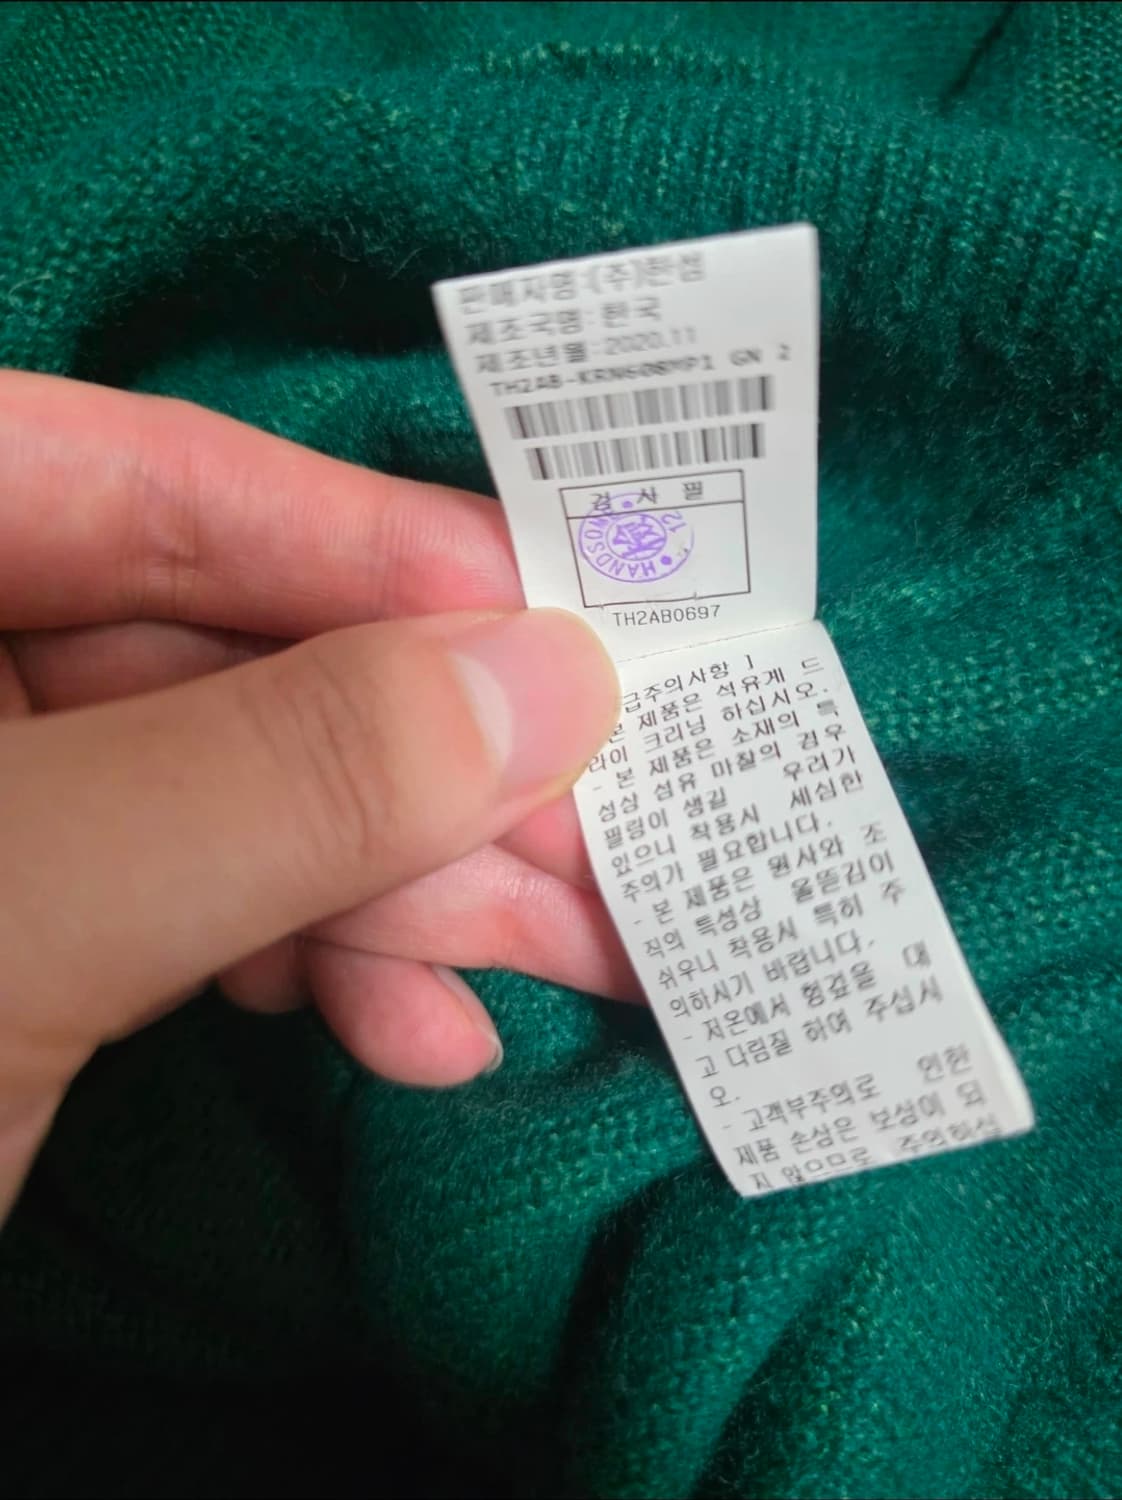 판매자명:(주)한섬
제조국명:한국
제조년월:2020.11
TH2AB-KRN608MP1 GN 2
검 사 필
HANDSOME 12
TH2AB0697
급주의사항 ]
본 제품은 석유계 드
라이 크리닝 하십시오.
- 본 제품은 소재의 특
성상 섬유 마찰의 경우
필링이 생길 우려가
있으니 착용시 세심한
주의가 필요합니다.
- 본 제품은 원사와 조
직의 특성상 올뜯김이
쉬우니 착용시 특히 주
의하시기 바랍니다.
- 저온에서 헝겊을 대
고 다림질 하여 주십시
오.
- 고객부주의로 인한
제품 손상은 보상이 되
지 않으므로 주의하십